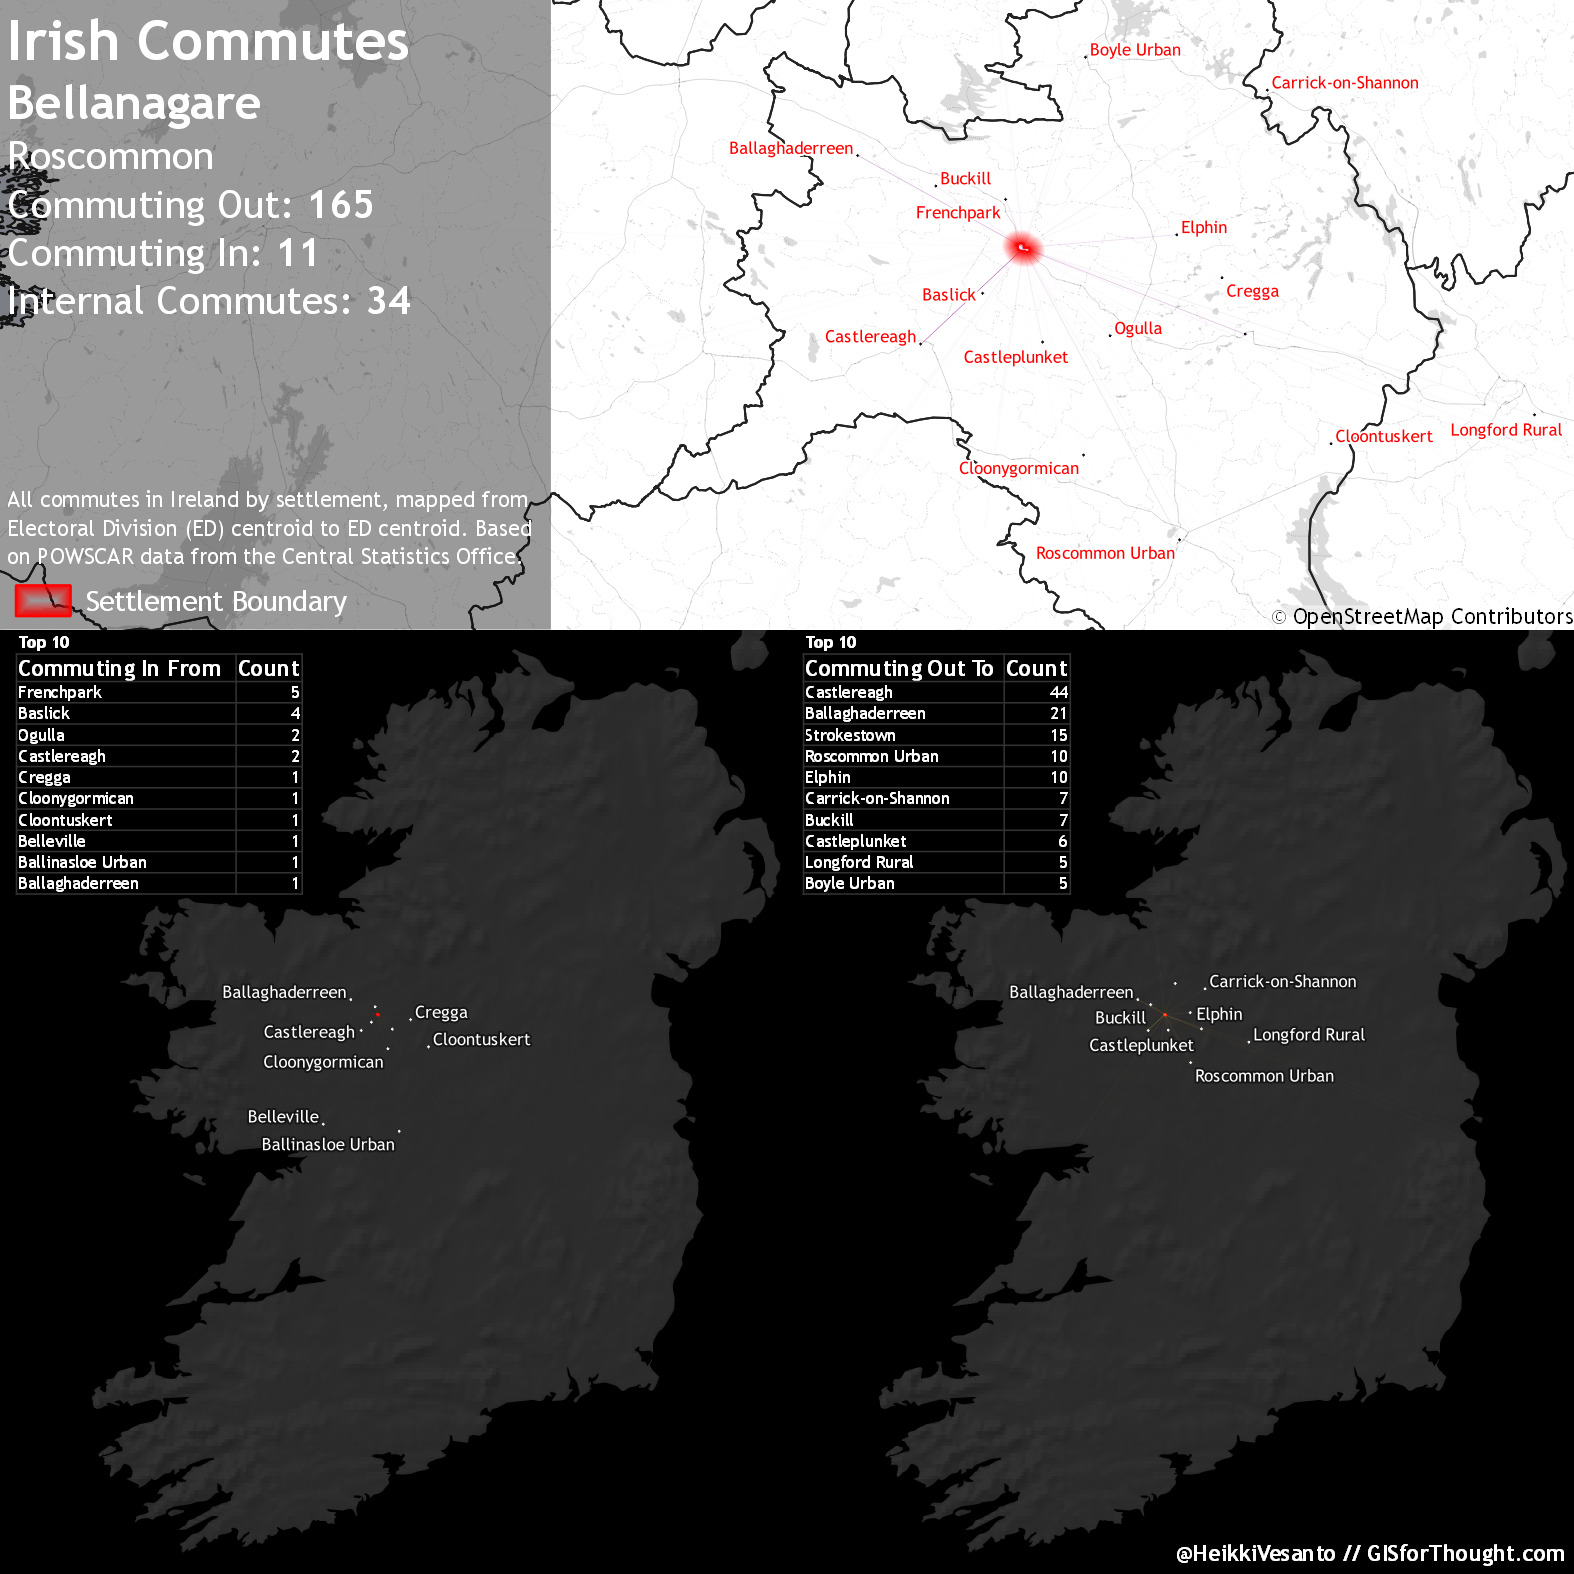 Irish Commutes
Bellanagare
Roscommon
Commuting Out: 165
Commuting In: 11
Internal Commutes: 34
All commutes in Ireland by settlement, mapped from
Electoral Division (ED) centroid to ED centroid. Based
on POWSCAR data from the Central Statistics Office.
Settlement Boundary
Boyle Urban
Carrick-on-Shannon
Ballaghaderreen
Buckill
Frenchpark
Elphin
Baslick
Cregga
Castlereagh
Ogulla
Castleplunket
Cloontuskert
Longford Rural
Cloonygormican
Roscommon Urban
© OpenStreetMap Contributors
Top 10
Commuting In From Count
Frenchpark 5
Baslick 4
Ogulla 2
Castlereagh 2
Cregga 1
Cloonygormican 1
Cloontuskert 1
Belleville 1
Ballinasloe Urban 1
Ballaghaderreen 1
Ballaghaderreen
Cregga
Castlereagh
Cloontuskert
Cloonygormican
Belleville
Ballinasloe Urban
Top 10
Commuting Out To Count
Castlereagh 44
Ballaghaderreen 21
Strokestown 15
Roscommon Urban 10
Elphin 10
Carrick-on-Shannon 7
Buckill 7
Castleplunket 6
Longford Rural 5
Boyle Urban 5
Carrick-on-Shannon
Ballaghaderreen
Buckill
Elphin
Longford Rural
Castleplunket
Roscommon Urban
@HeikkiVesanto // GISforThought.com